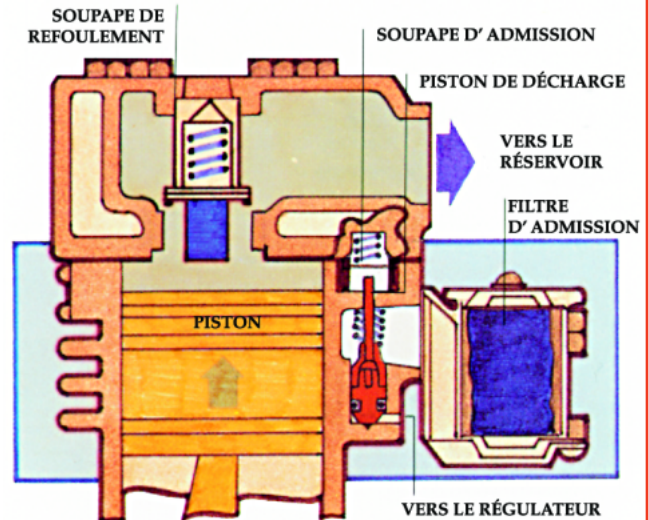 SOUPAPE DE
REFOULEMENT
SOUPAPE D' ADMISSION
PISTON DE DÉCHARGE
VERS LE
RÉSERVOIR
FILTRE
D' ADMISSION
PISTON
VERS LE RÉGULATEUR